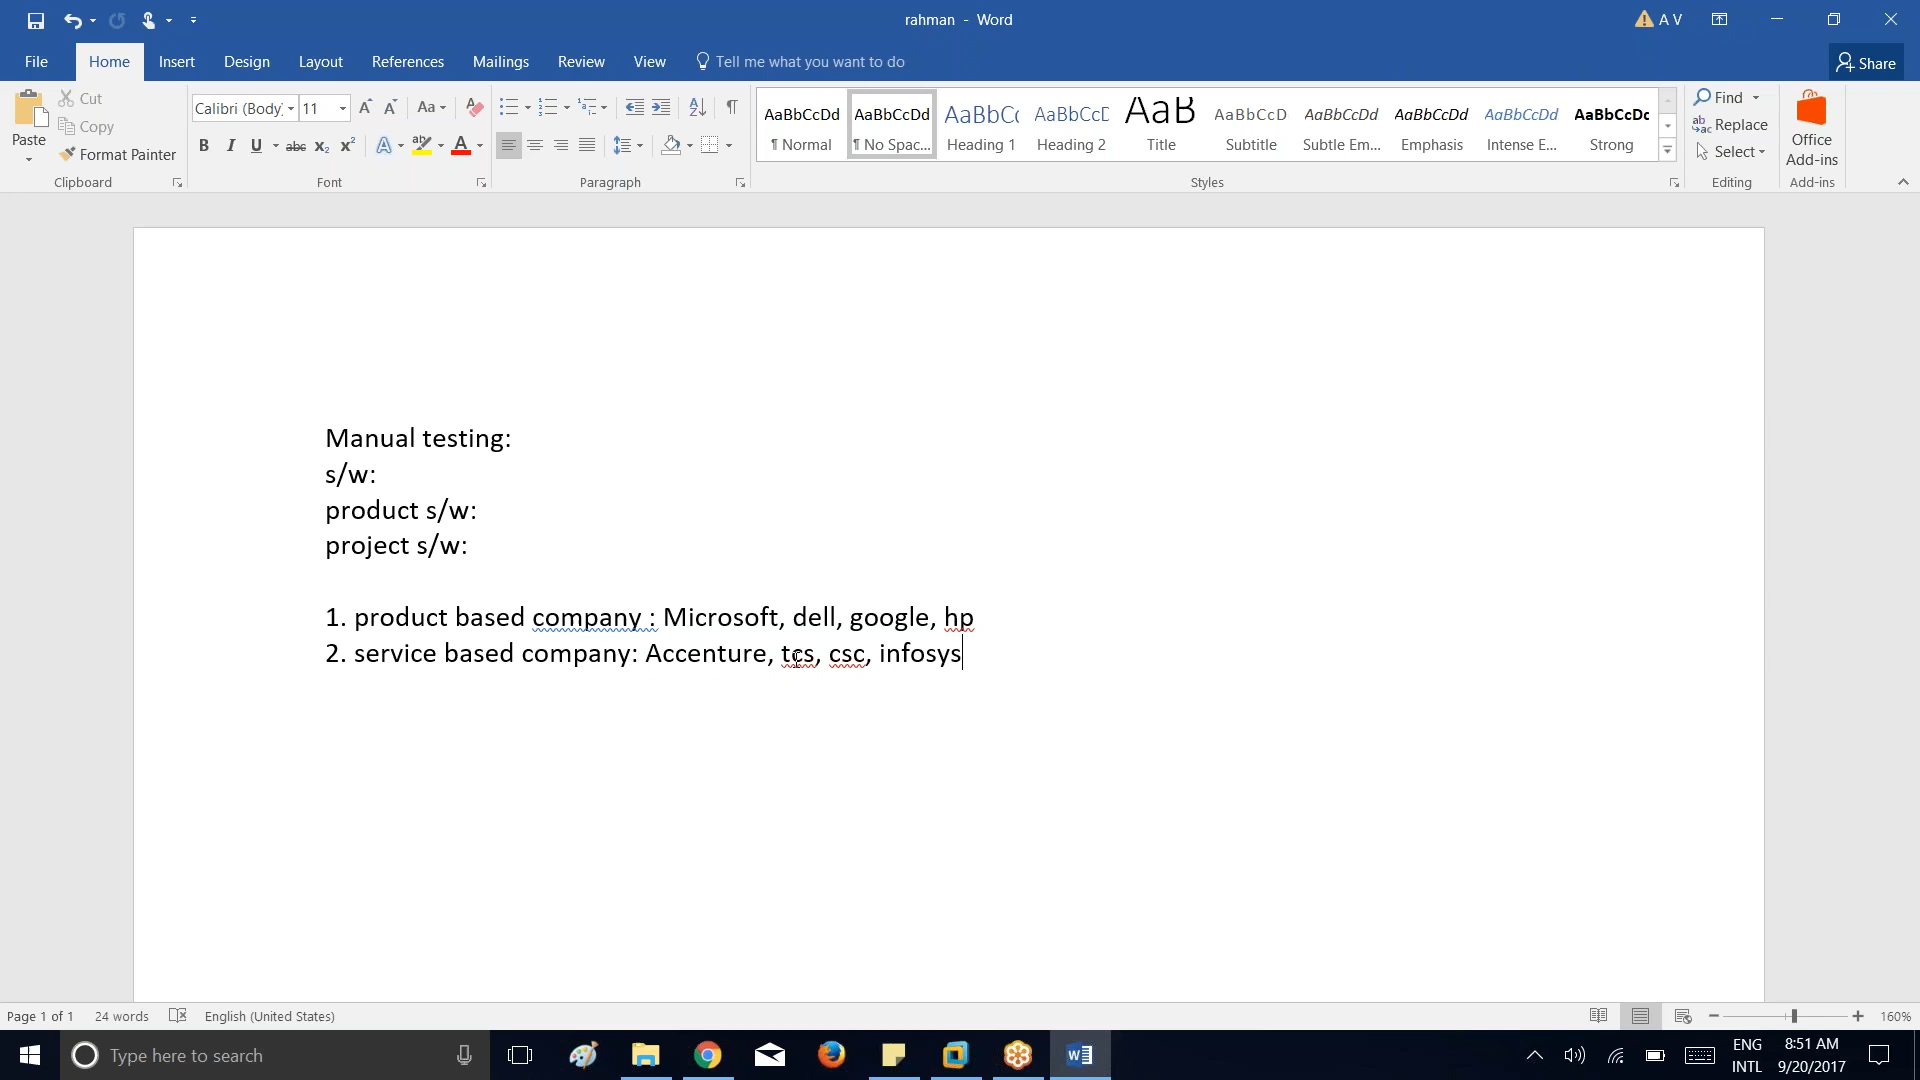 rahman - Word
A V
File Home Insert Design Layout References Mailings Review View Tell me what you want to do Share
Paste Cut Copy Format Painter Clipboard
Calibri (Body) 11 Aa B I U abc X2 X2 A A Font
Paragraph
AaBbCcDd AaBbCcDd AaBbCc AaBbCcD AaB AaBbCcD AaBbCcDd AaBbCcDd AaBbCcDd AaBbCcDc
¶ Normal ¶ No Spac... Heading 1 Heading 2 Title Subtitle Subtle Em... Emphasis Intense E... Strong
Styles
Find Replace Select Editing
Office Add-ins Add-ins
Manual testing:
s/w:
product s/w:
project s/w:
1. product based company : Microsoft, dell, google, hp
2. service based company: Accenture, tcs, csc, infosys
Page 1 of 1 24 words English (United States) 160%
Type here to search
ENG INTL
8:51 AM
9/20/2017